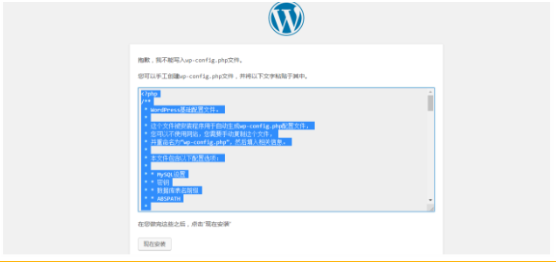 抱歉，我不能写入wp-config.php文件。
您可以手工创建wp-config.php文件，并将以下文字粘贴于其中。
<?php
/**
* WordPress基础配置文件。
*
* 这个文件被安装程序用于自动生成wp-config.php配置文件，
* 您可以不使用网站，您需要手动复制这个文件，
* 并重命名为"wp-config.php"，然后填入相关信息。
*
* 本文件包含以下配置选项：
*
* * MySQL设置
* * 密钥
* * 数据库表名前缀
* * ABSPATH
*
在您做完这些之后，点击"现在安装"
现在安装